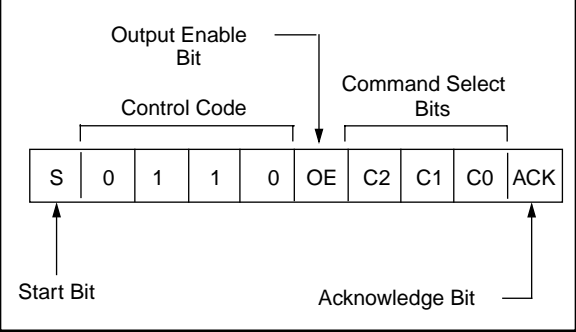 Output Enable
Bit
Command Select
Bits
Control Code
S 0 1 1 0 OE C2 C1 C0 ACK
Start Bit
Acknowledge Bit